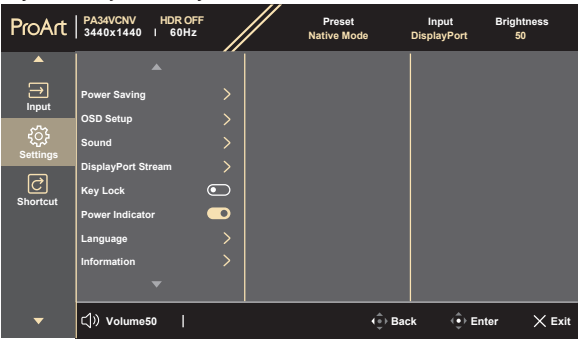 ProArt
PA34VCNV HDR OFF
3440x1440 I 60Hz
Preset
Native Mode
Input
DisplayPort
Brightness
50
Input
Settings
Shortcut
Power Saving
OSD Setup
Sound
DisplayPort Stream
Key Lock
Power Indicator
Language
Information
Volume50 |
Back
Enter
Exit